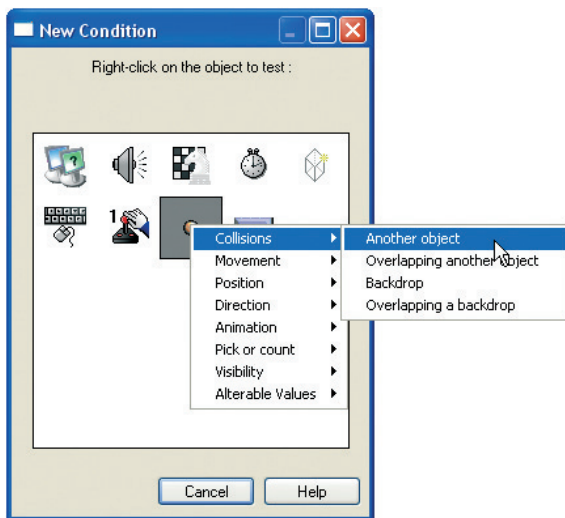 New Condition
Right-click on the object to test :
?
1
Collisions
Movement
Position
Direction
Animation
Pick or count
Visibility
Alterable Values
Another object
Overlapping another object
Backdrop
Overlapping a backdrop
Cancel
Help